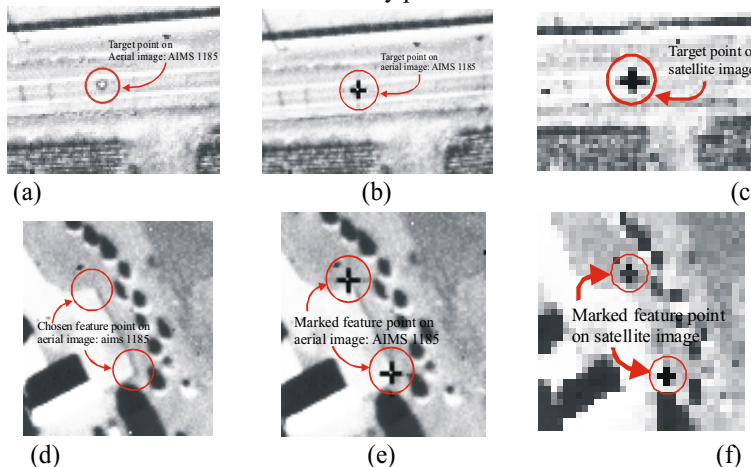 Target point on
Aerial image: AIMS 1185
Target point on
aerial image: AIMS 1185
Target point
satellite image
(a)
(b)
(c
Chosen feature point on
aerial image: aims 1185
Marked feature point on
aerial image: AIMS 1185
Marked feature point
on satellite image
(d)
(e)
(f)